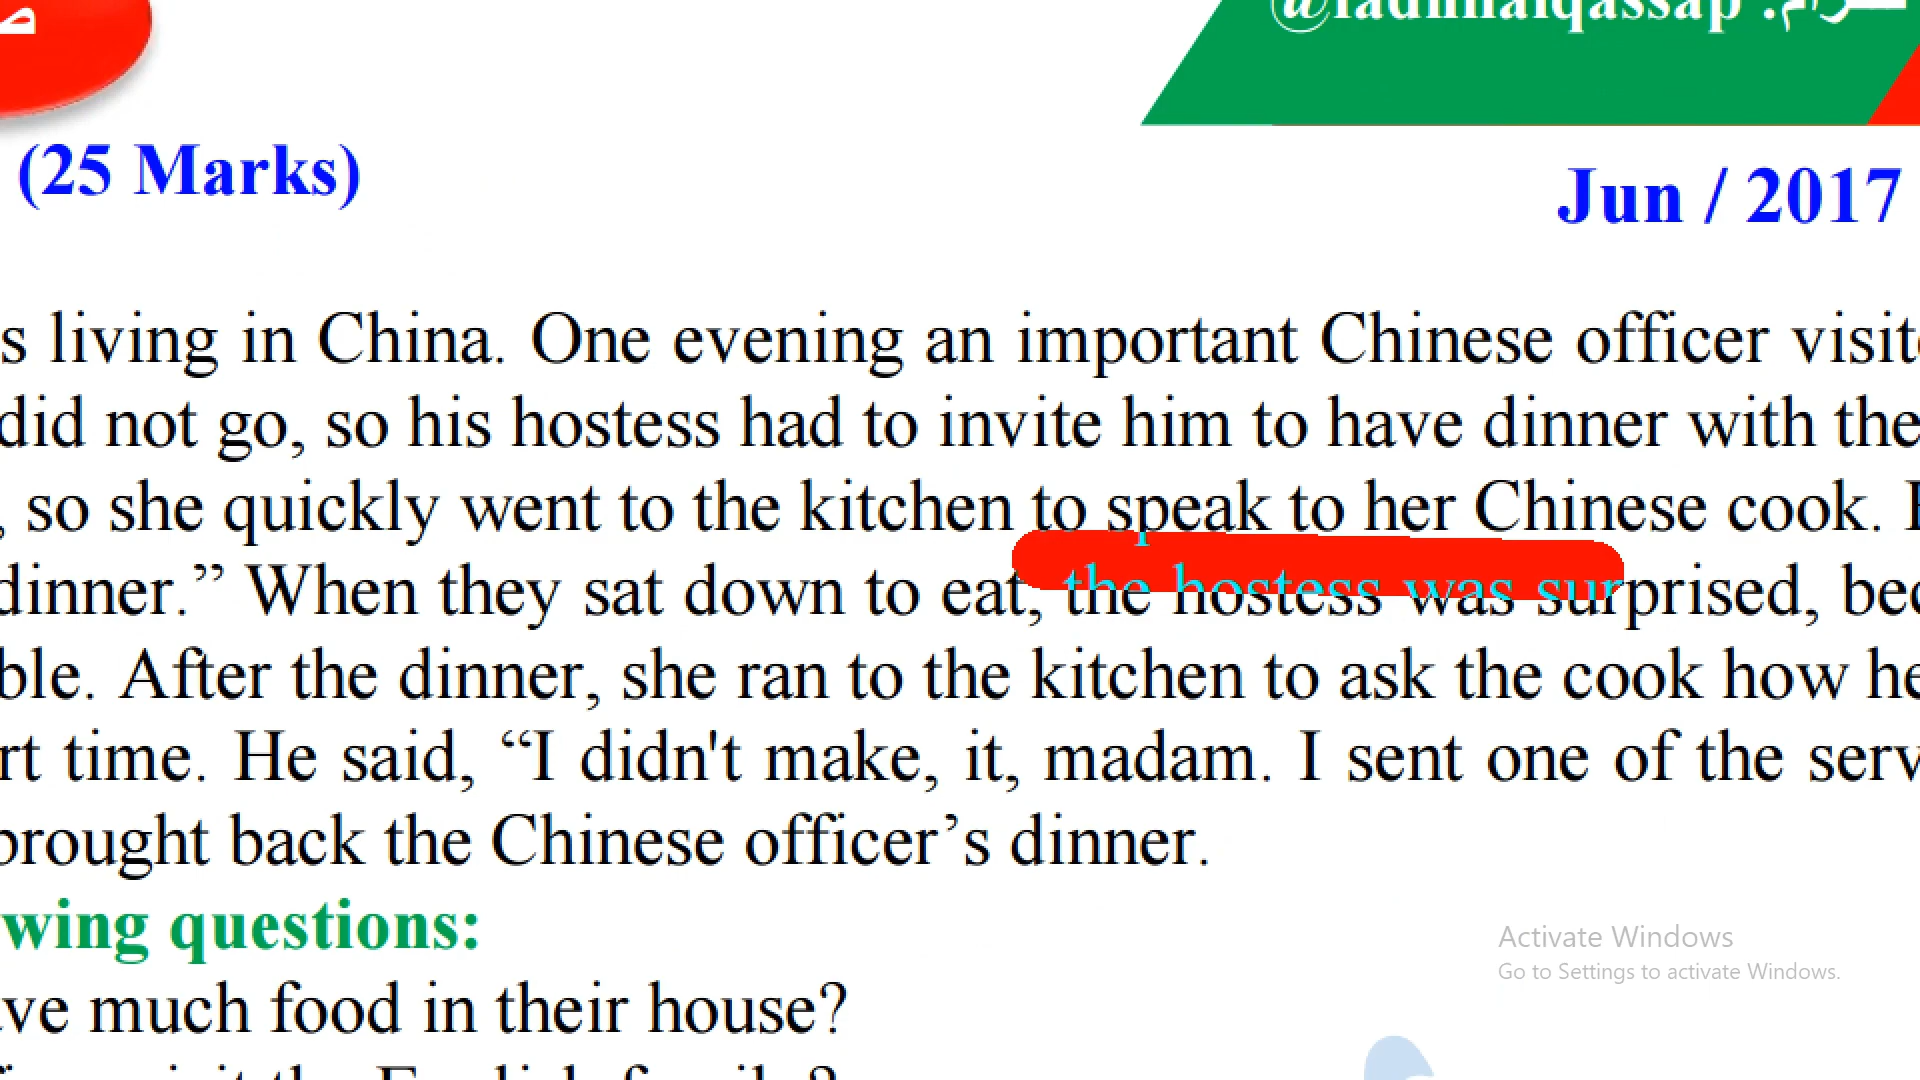 @fadhhalqassap
(25 Marks)
Jun / 2017
s living in China. One evening an important Chinese officer visit
did not go, so his hostess had to invite him to have dinner with the
, so she quickly went to the kitchen to speak to her Chinese cook.
dinner.” When they sat down to eat, the hostess was surprised, bec
ble. After the dinner, she ran to the kitchen to ask the cook how he
rt time. He said, “I didn't make, it, madam. I sent one of the serv
brought back the Chinese officer’s dinner.
wing questions:
ve much food in their house?
Activate Windows
Go to Settings to activate Windows.